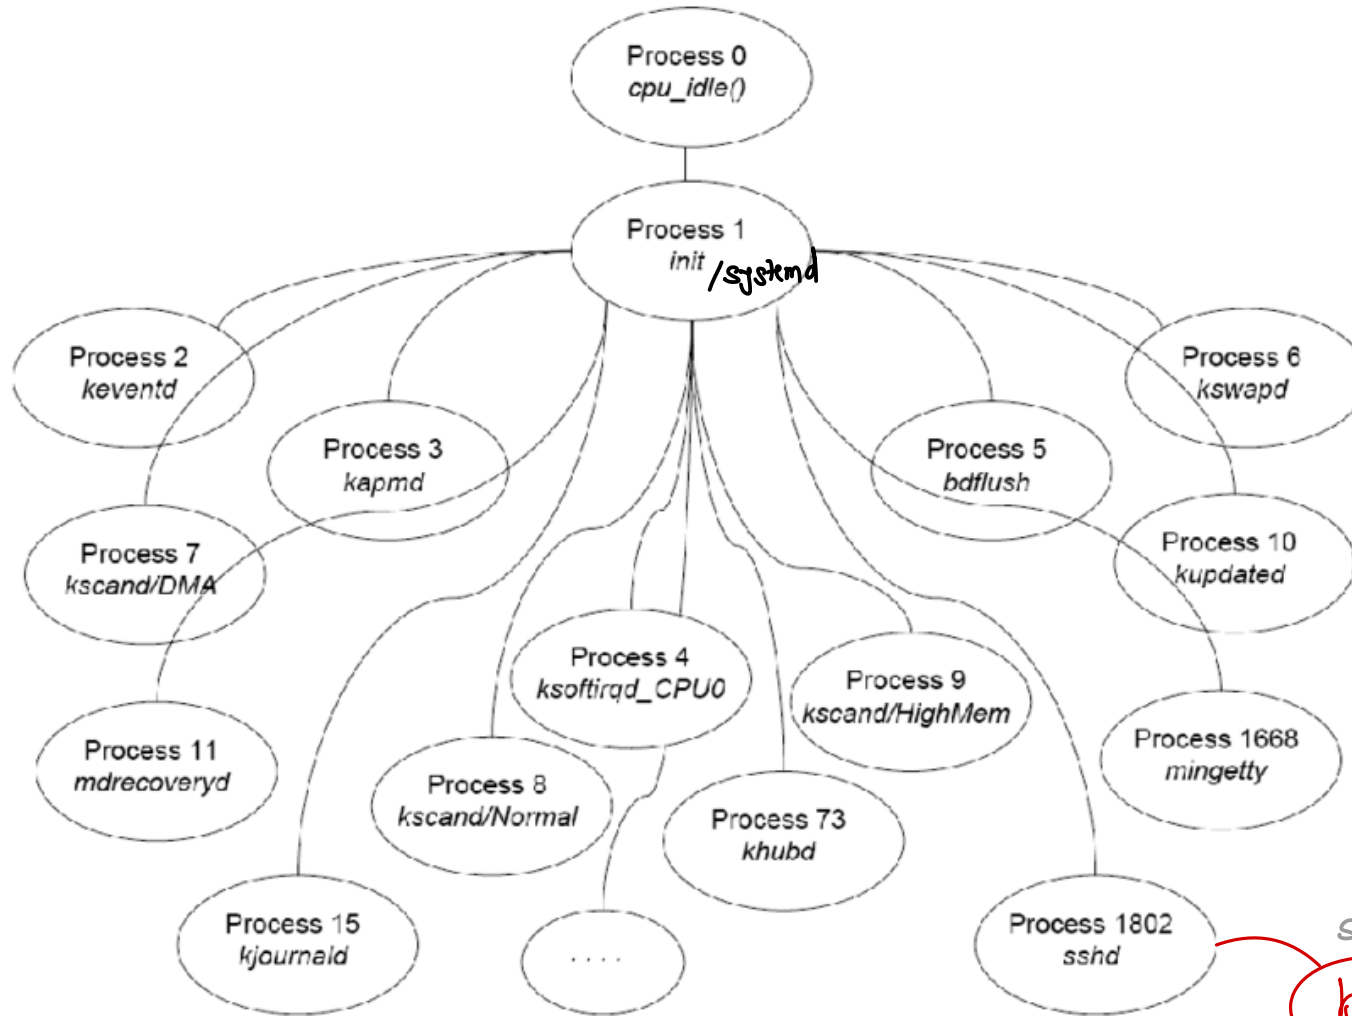 Process 0
cpu_idle()
Process 1
init
/systemd
Process 2
keventd
Process 6
kswapd
Process 3
kapmd
Process 5
bdflush
Process 7
kscand/DMA
Process 10
kupdated
Process 4
ksoftirqd_CPU0
Process 9
kscand/HighMem
Process 11
mdrecoveryd
Process 1668
mingetty
Process 8
kscand/Normal
Process 73
khubd
Process 15
kjournald
Process 1802
sshd
. . . .